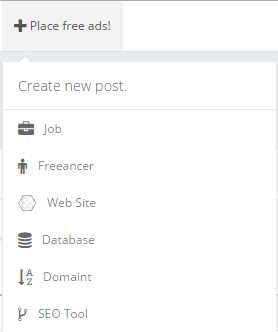 Place free ads!
Create new post.
Job
Freeancer
Web Site
Database
Domaint
SEO Tool